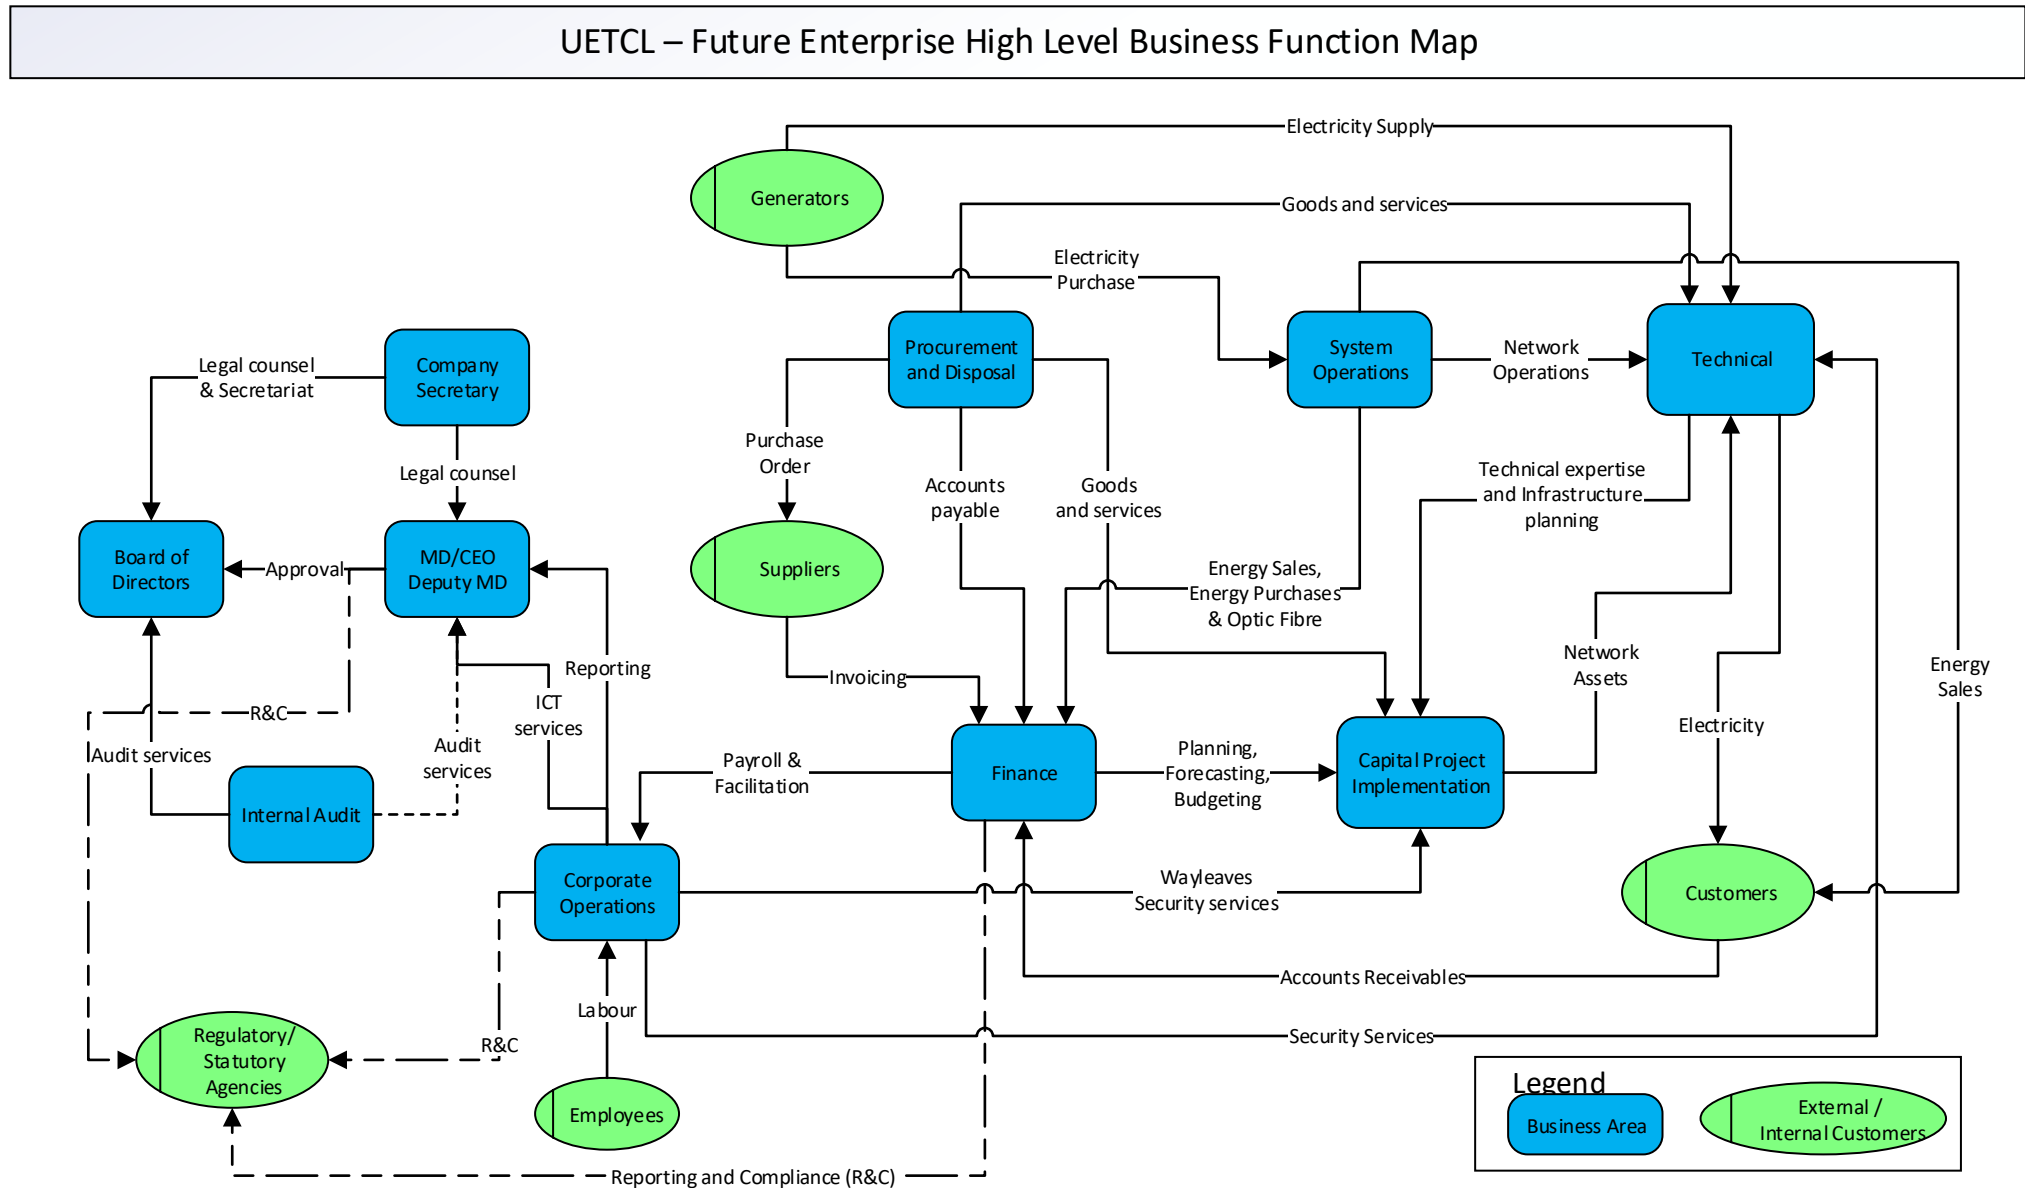 UETCL – Future Enterprise High Level Business Function Map
Electricity Supply
Generators
Goods and services
Electricity
Purchase
Company
Secretary
Legal counsel
& Secretariat
Procurement
and Disposal
System
Operations
Network
Operations
Technical
Legal counsel
Purchase
Order
Accounts
payable
Goods
and services
Technical expertise
and Infrastructure
planning
Board of
Directors
Approval
MD/CEO
Deputy MD
Suppliers
Energy Sales,
Energy Purchases
& Optic Fibre
Reporting
Invoicing
Network
Assets
Energy
Sales
R&C
ICT
services
Audit services
Audit
services
Electricity
Payroll &
Facilitation
Finance
Planning,
Forecasting,
Budgeting
Capital Project
Implementation
Internal Audit
Corporate
Operations
Wayleaves
Security services
Customers
Accounts Receivables
Labour
Security Services
R&C
Regulatory/
Statutory
Agencies
Employees
Reporting and Compliance (R&C)
Legend
Business Area
External /
Internal Customers